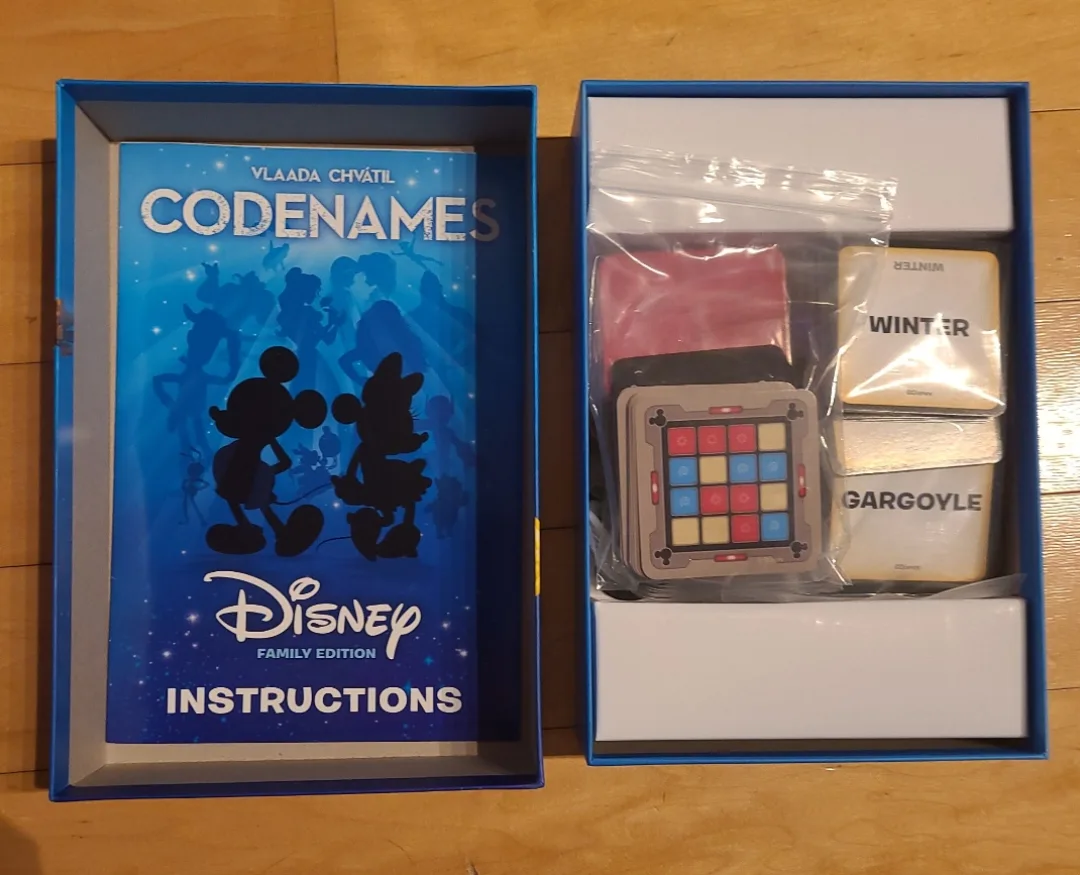 VLAADA CHVÁTIL
CODENAMES
DISNEY
FAMILY EDITION
INSTRUCTIONS
WINTER
WINTER
GARGOYLE